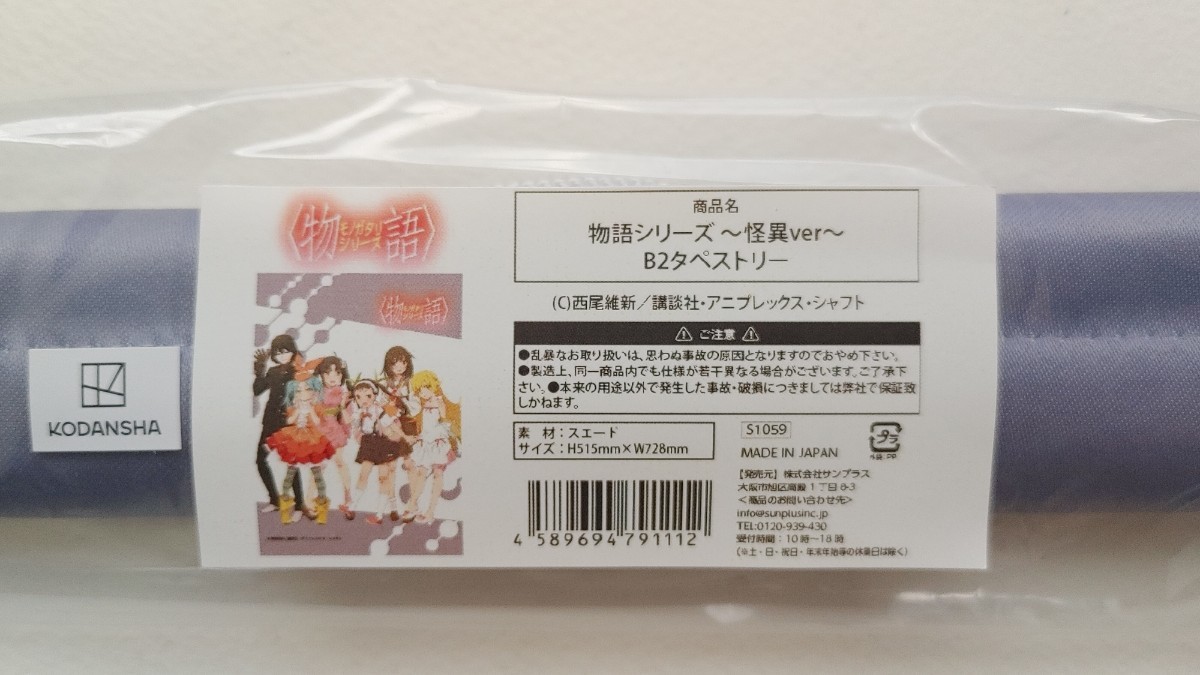 KODANSHA
〈物語〉
モノガタリ
シリーズ
〈物語〉
商品名
物語シリーズ ～怪異ver～
B2タペストリー
(C)西尾維新／講談社・アニプレックス・シャフト
ご注意
●乱暴なお取り扱いは、思わぬ事故の原因となりますのでおやめ下さい。
●製造上、同一商品内でも仕様が若干異なる場合がございます。ご了承下
さい。●本来の用途以外で発生した事故・破損につきましては弊社で保証致
しかねます。
素 材：スエード
サイズ：H515mm×W728mm
4 589694 791112
S1059
MADE IN JAPAN
プラ
外袋：PP
【発売元】株式会社サンプラス
大阪市旭区高殿1丁目8-3
<商品のお問い合わせ先>
info@sunplusinc.jp
TEL:0120-939-430
受付時間：10時～18時
(※土・日・祝日・年末年始等の休業日は除く)